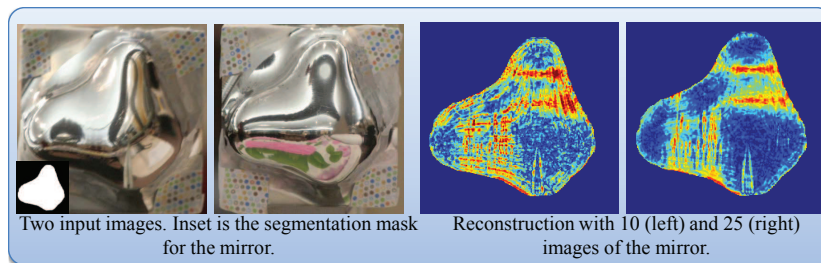 Two input images. Inset is the segmentation mask
for the mirror.
Reconstruction with 10 (left) and 25 (right)
images of the mirror.